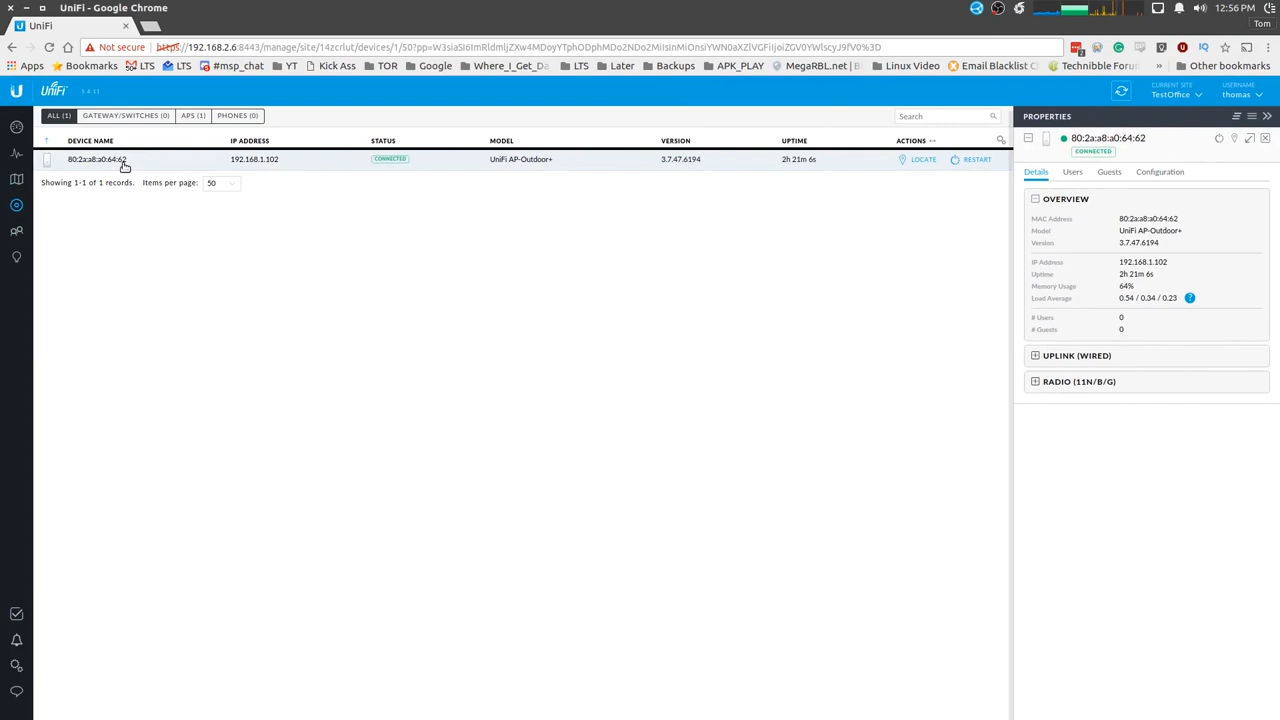 UniFi - Google Chrome
12:56 PM
UniFi
Tom
Not secure
https://192.168.2.6:8443/manage/site/14zcrlut/devices/1/50?pp=
Apps
Bookmarks
LTS
LTS
#msp_chat
YT
Kick Ass
TOR
Google
Where_I_Get_Da
LTS
Later
Backups
APK_PLAY
MegaRBL.net - Bl
Linux Video
Email Blacklist C
Technibble Forum
»
Other bookmarks
UniFi
5.4.11
CURRENT SITE
TestOffice
USERNAME
thomas
ALL (1)
GATEWAY/SWITCHES (0)
APS (1)
PHONES (0)
Search
PROPERTIES
DEVICE NAME
IP ADDRESS
STATUS
MODEL
VERSION
UPTIME
ACTIONS
80:2a:a8:a0:64:62
192.168.1.102
CONNECTED
UniFi AP-Outdoor+
3.7.47.6194
2h 21m 6s
LOCATE
RESTART
Showing 1-1 of 1 records.
Items per page:
50
80:2a:a8:a0:64:62
CONNECTED
Details
Users
Guests
Configuration
OVERVIEW
MAC Address
80:2a:a8:a0:64:62
Model
UniFi AP-Outdoor+
Version
3.7.47.6194
IP Address
192.168.1.102
Uptime
2h 21m 6s
Memory Usage
64%
Load Average
0.54 / 0.34 / 0.23
?
# Users
0
# Guests
0
UPLINK (WIRED)
RADIO (11N/B/G)